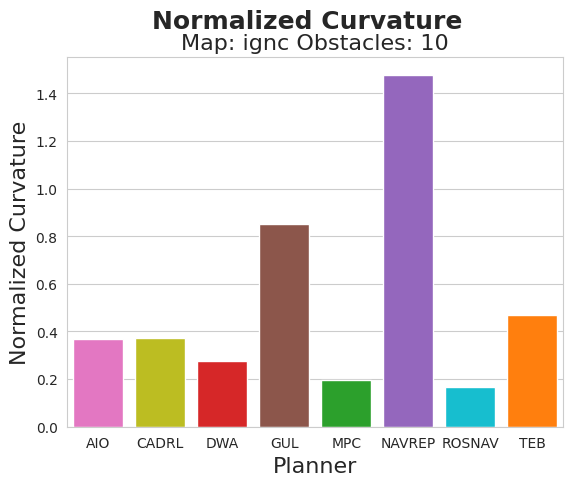 Normalized Curvature
Map: ignc Obstacles: 10
Normalized Curvature
1.4
1.2
1.0
0.8
0.6
0.4
0.2
0.0
AIO CADRL DWA GUL MPC NAVREP ROSNAV TEB
Planner